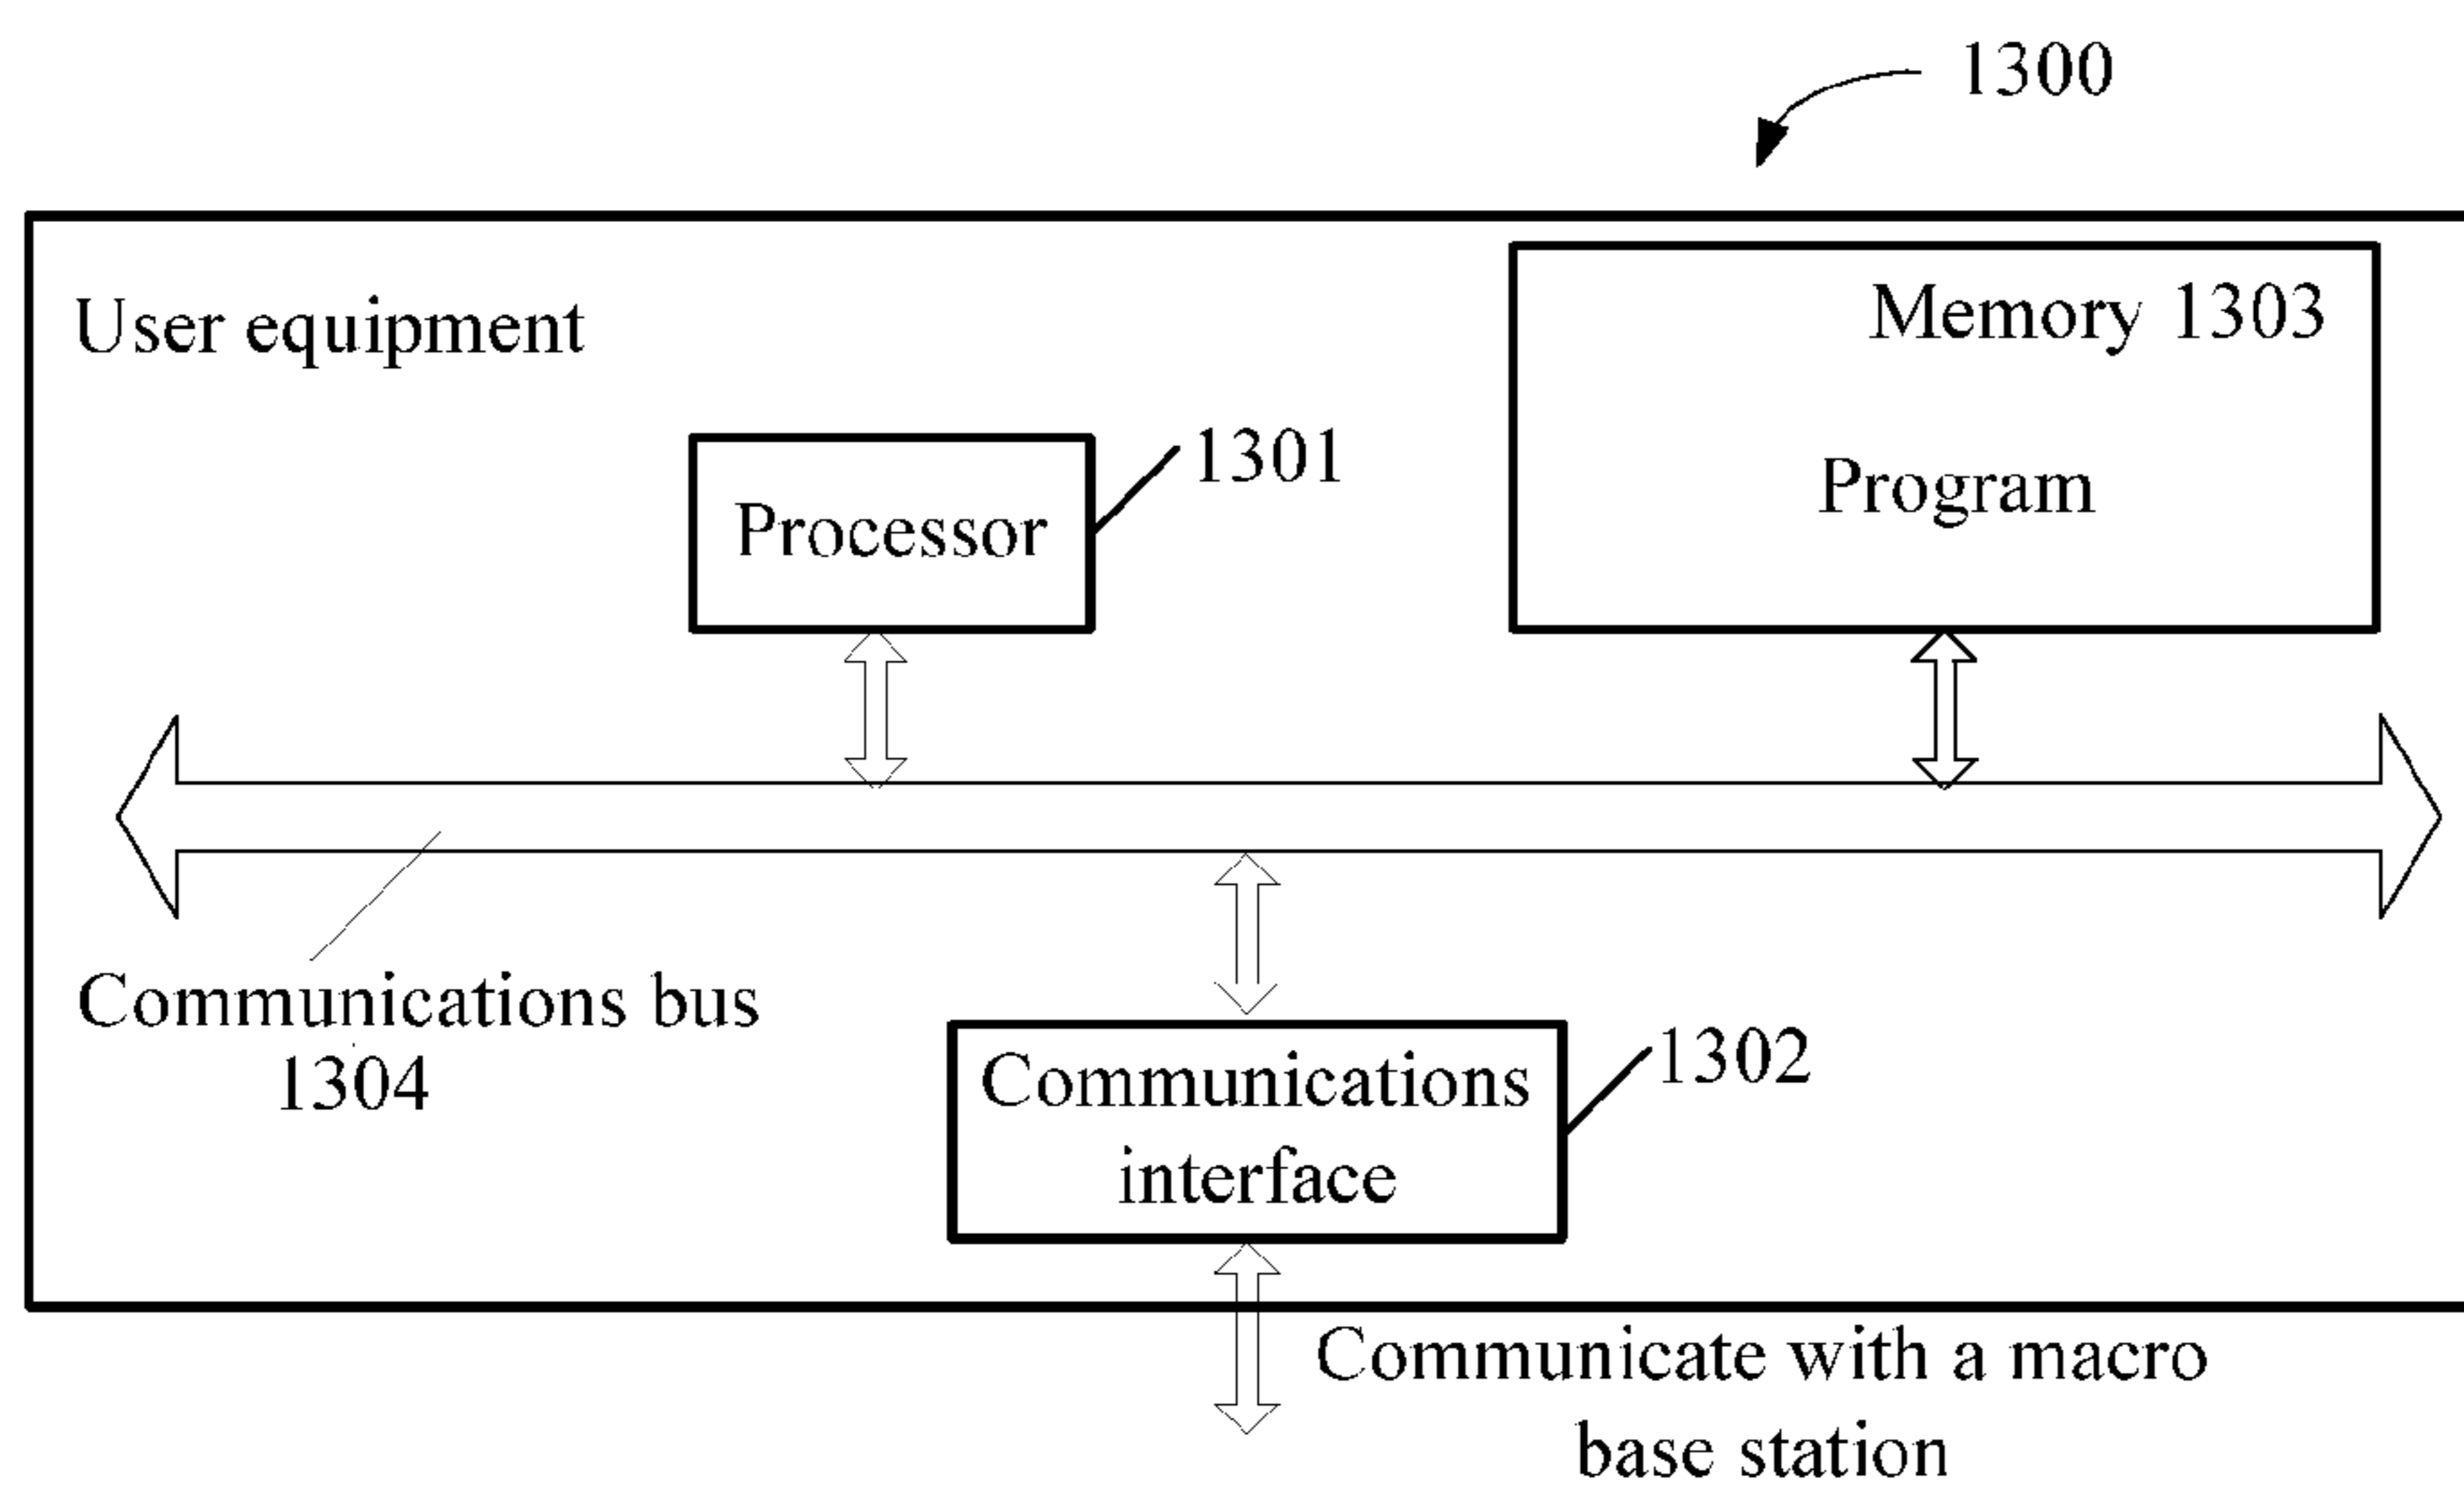 1300
User equipment
Memory 1303
Program
1301
Processor
Communications bus
1304
Communications
interface
1302
Communicate with a macro
base station